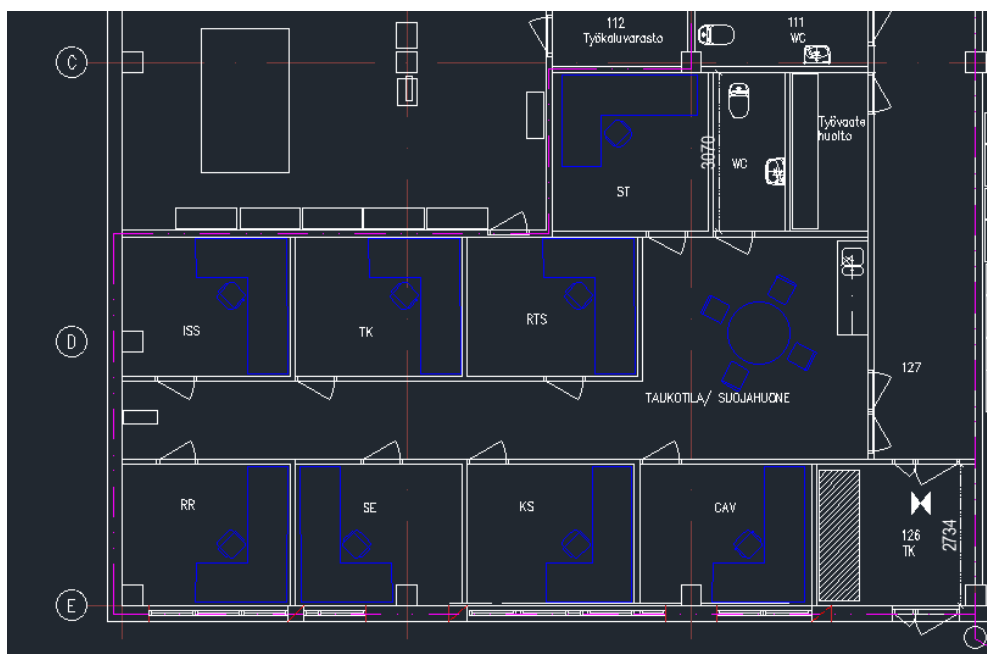 112
Työkaluvarasto
111
WC
C
Työvaate
huolto
3070
WC
ST
ISS
TK
RTS
D
127
TAUKOTILA/ SUOJAHUONE
RR
SE
KS
CAV
126
TK
2734
E